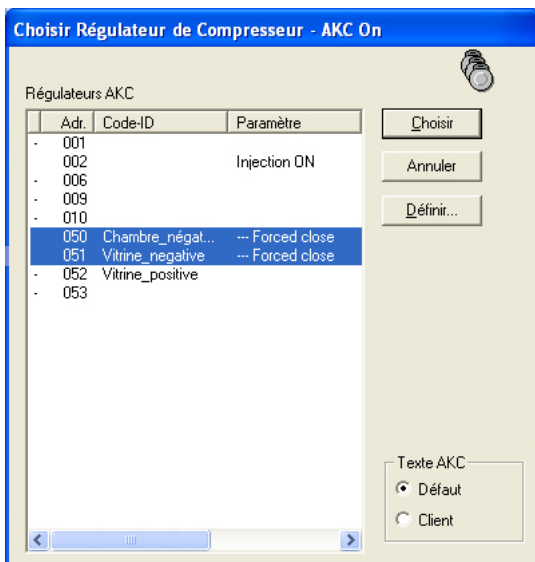 Choisir Régulateur de Compresseur - AKC On
Régulateurs AKC
Adr. Code-ID Paramètre
- 001
002 Injection ON
- 006
- 009
- 010
050 Chambre_négat... --- Forced close
051 Vitrine_negative --- Forced close
- 052 Vitrine_positive
- 053
Choisir
Annuler
Définir...
Texte AKC
Défaut
Client